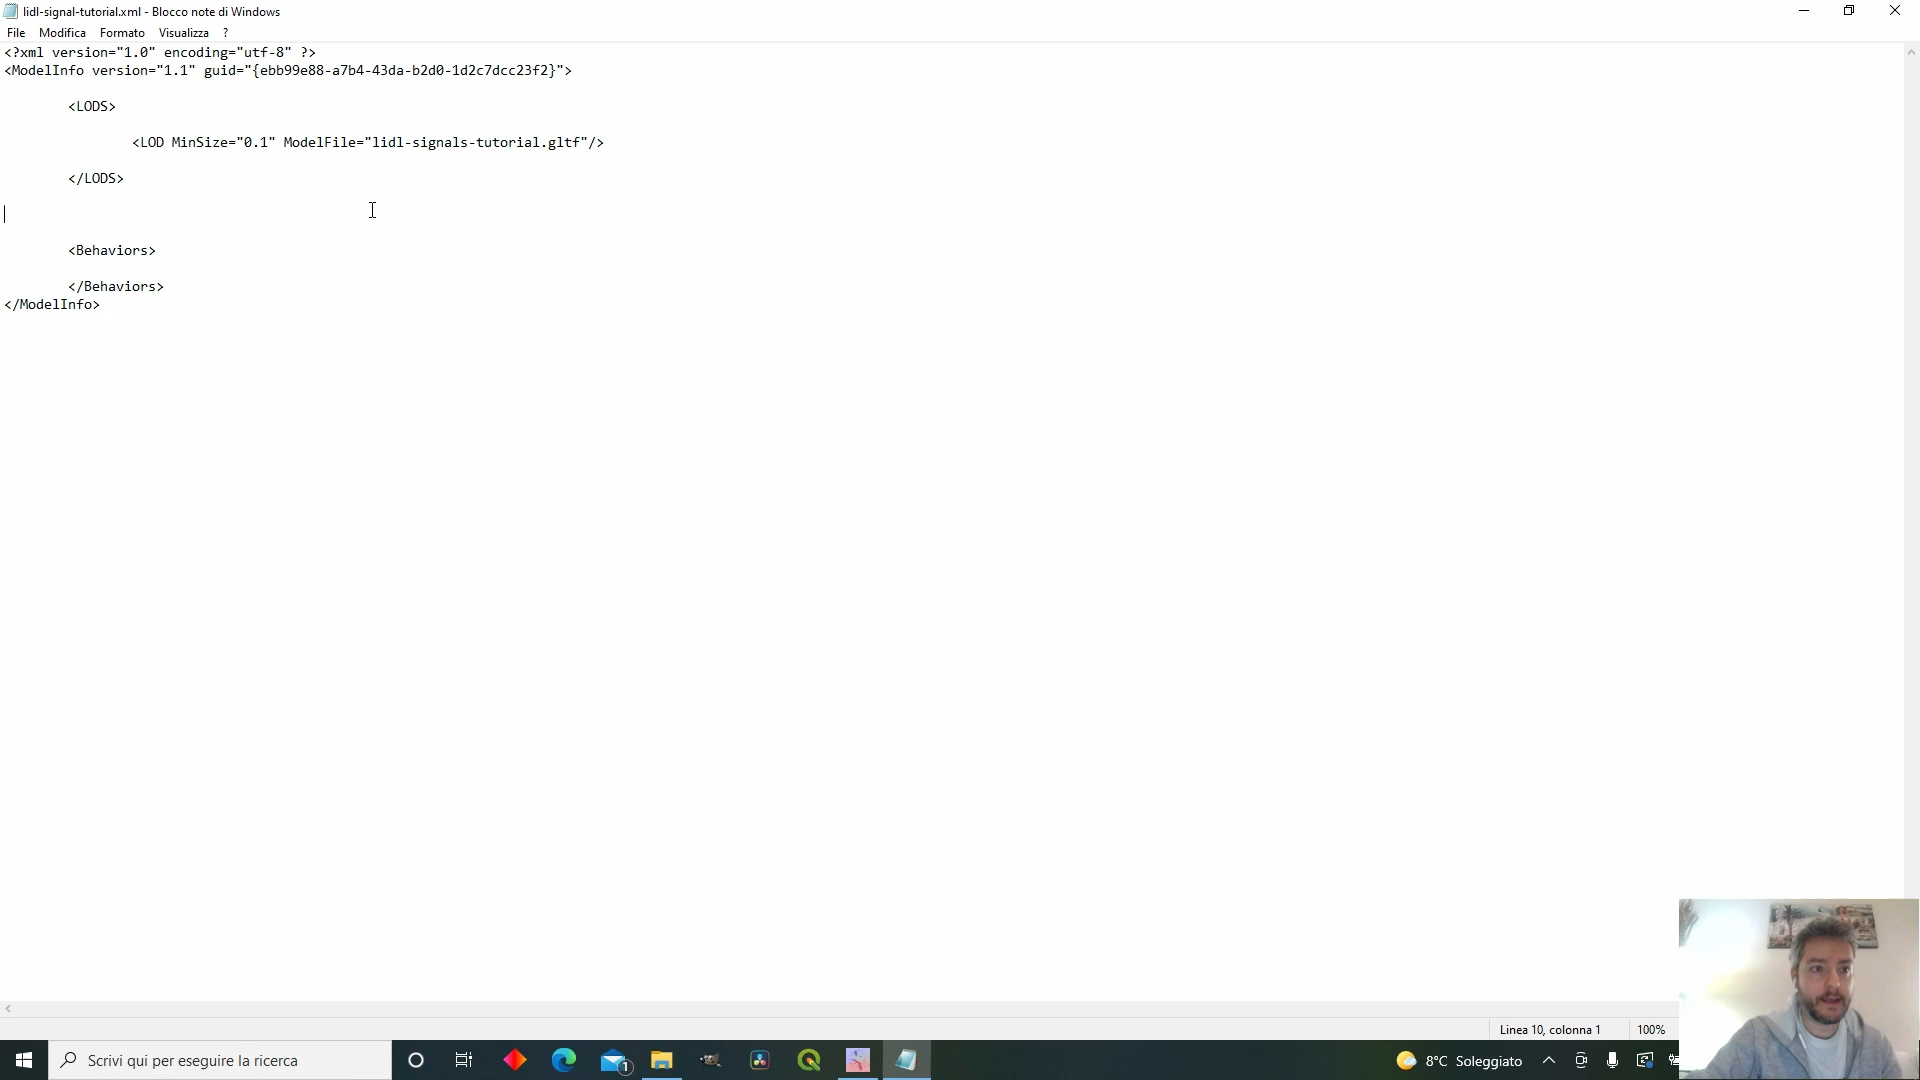 lidl-signal-tutorial.xml - Blocco note di Windows
File Modifica Formato Visualizza ?
<?xml version="1.0" encoding="utf-8" ?>
<ModelInfo version="1.1" guid="{ebb99e88-a7b4-43da-b2d0-1d2c7dcc23f2}">
<LODS>
<LOD MinSize="0.1" ModelFile="lidl-signals-tutorial.gltf"/>
</LODS>
<Behaviors>
</Behaviors>
</ModelInfo>
Linea 10, colonna 1 100%
Scrivi qui per eseguire la ricerca 1 8°C Soleggiato